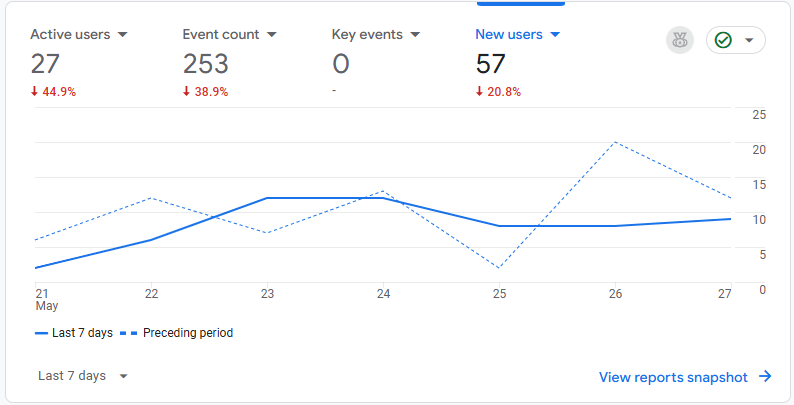 Active users Event count Key events New users
27 253 0 57
44.9% 38.9% - 20.8%
25
20
15
10
5
0
21 22 23 24 25 26 27
May
Last 7 days Preceding period
Last 7 days View reports snapshot